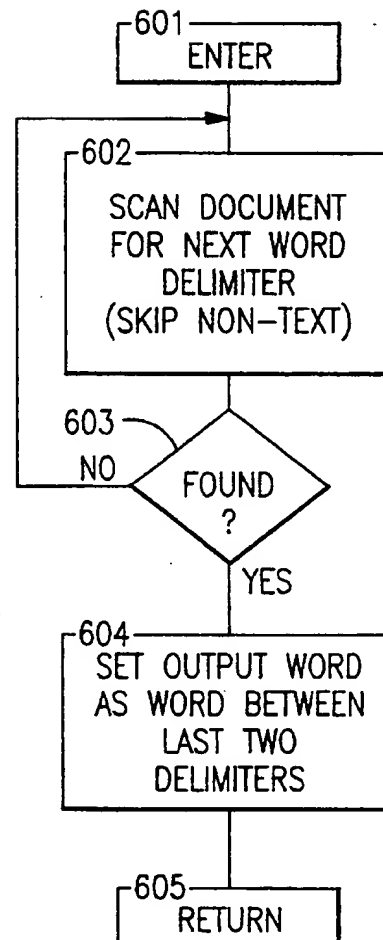 601
ENTER
602
SCAN DOCUMENT
FOR NEXT WORD
DELIMITER
(SKIP NON-TEXT)
603
NO
FOUND
?
YES
604
SET OUTPUT WORD
AS WORD BETWEEN
LAST TWO
DELIMITERS
605
RETURN